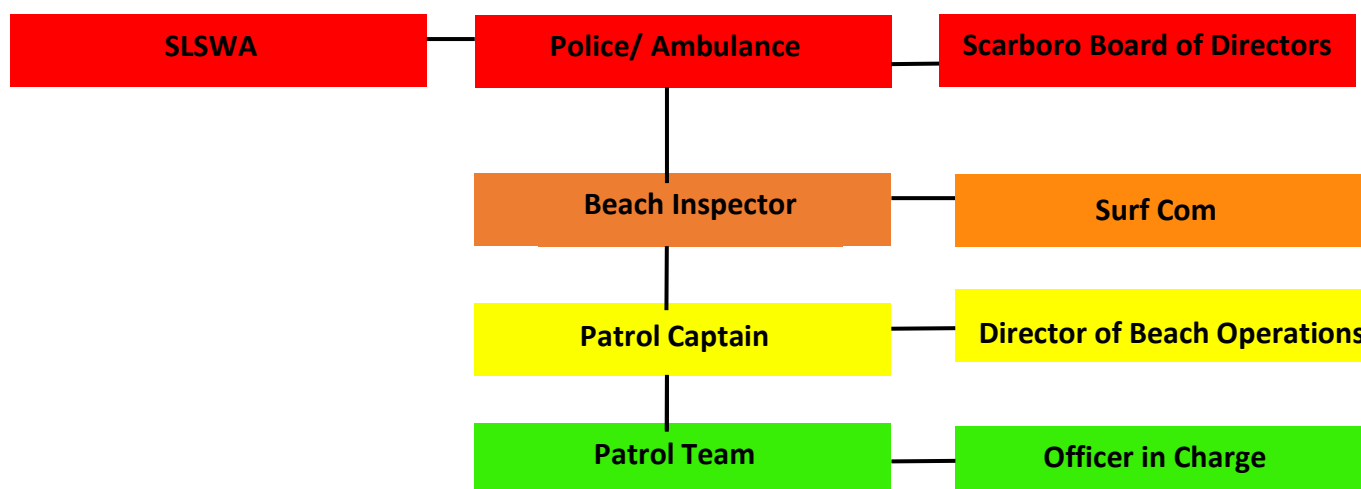 SLSWA
Police/ Ambulance
Scarboro Board of Directors
Beach Inspector
Surf Com
Patrol Captain
Director of Beach Operations
Patrol Team
Officer in Charge